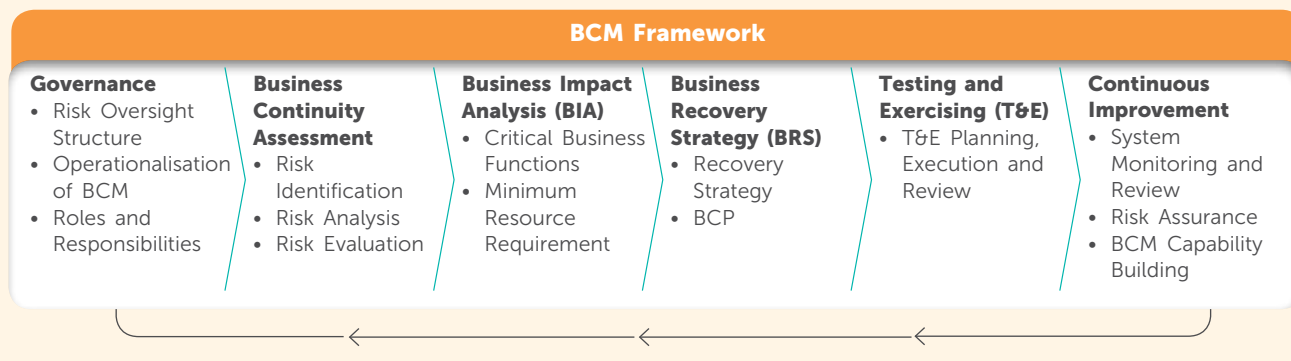 BCM Framework
Governance
• Risk Oversight
Structure
• Operationalisation
of BCM
• Roles and
Responsibilities
Business
Continuity
Assessment
• Risk
Identification
• Risk Analysis
• Risk Evaluation
Business Impact
Analysis (BIA)
• Critical Business
Functions
• Minimum
Resource
Requirement
Business
Recovery
Strategy (BRS)
• Recovery
Strategy
• BCP
Testing and
Exercising (T&E)
• T&E Planning,
Execution and
Review
Continuous
Improvement
• System
Monitoring and
Review
• Risk Assurance
• BCM Capability
Building